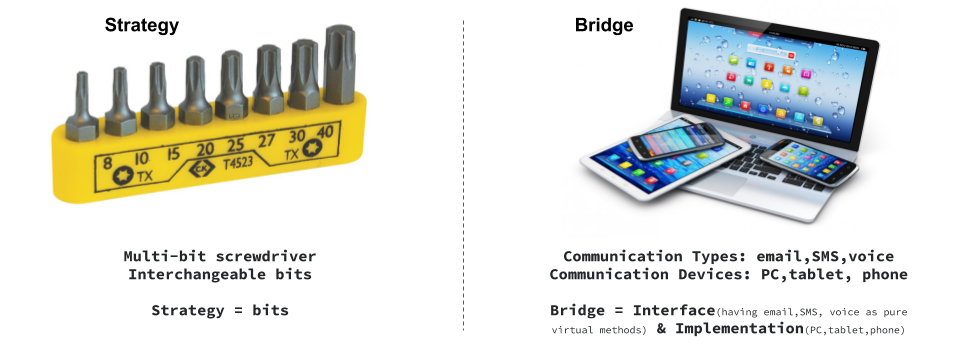 Strategy
8 10 15 20 25 27 30 40
TX CK T4523 TX
Multi-bit screwdriver
Interchangeable bits
Strategy = bits
Bridge
Communication Types: email,SMS,voice
Communication Devices: PC,tablet, phone
Bridge = Interface(having email,SMS, voice as pure
virtual methods) & Implementation(PC,tablet,phone)